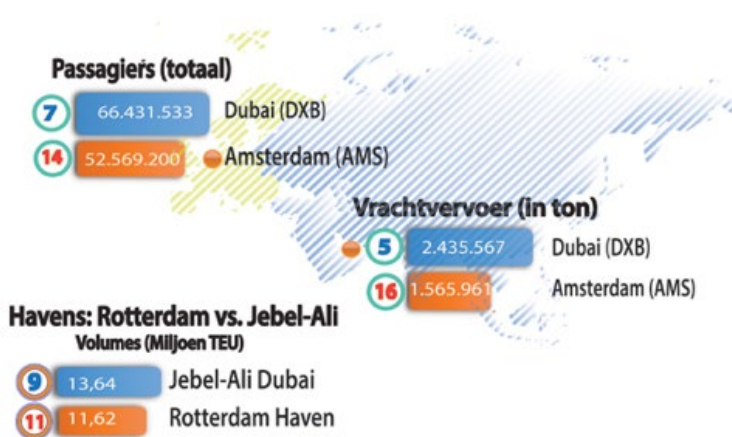 Passagiers (totaal)
7 66.431.533 Dubai (DXB)
14 52.569.200 Amsterdam (AMS)
Vrachtvervoer (in ton)
5 2.435.567 Dubai (DXB)
16 1.565.961 Amsterdam (AMS)
Havens: Rotterdam vs. Jebel-Ali
Volumes (Miljoen TEU)
9 13,64 Jebel-Ali Dubai
11 11,62 Rotterdam Haven